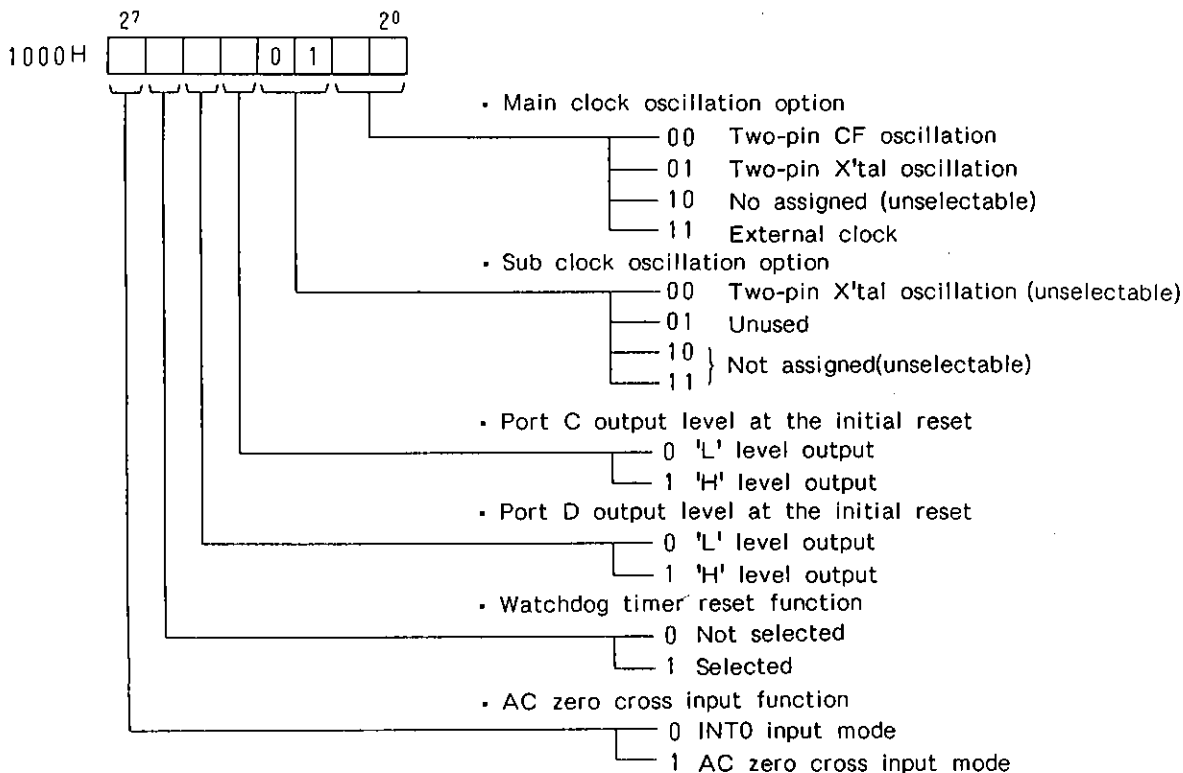 2⁷ 2⁰
1000H 0 1
• Main clock oscillation option
00 Two-pin CF oscillation
01 Two-pin X'tal oscillation
10 No assigned (unselectable)
11 External clock
• Sub clock oscillation option
00 Two-pin X'tal oscillation (unselectable)
01 Unused
10
11 } Not assigned(unselectable)
• Port C output level at the initial reset
0 'L' level output
1 'H' level output
• Port D output level at the initial reset
0 'L' level output
1 'H' level output
• Watchdog timer reset function
0 Not selected
1 Selected
• AC zero cross input function
0 INT0 input mode
1 AC zero cross input mode